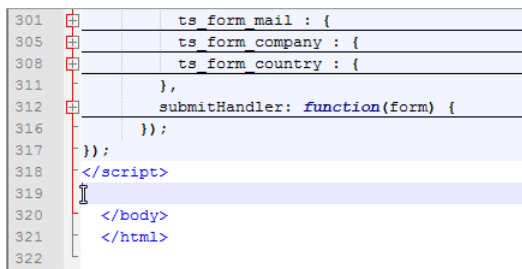 301 ts_form_mail : {
305 ts_form_company : {
308 ts_form_country : {
311 },
312 submitHandler: function(form) {
316 });
317 });
318 </script>
319
320 </body>
321 </html>
322